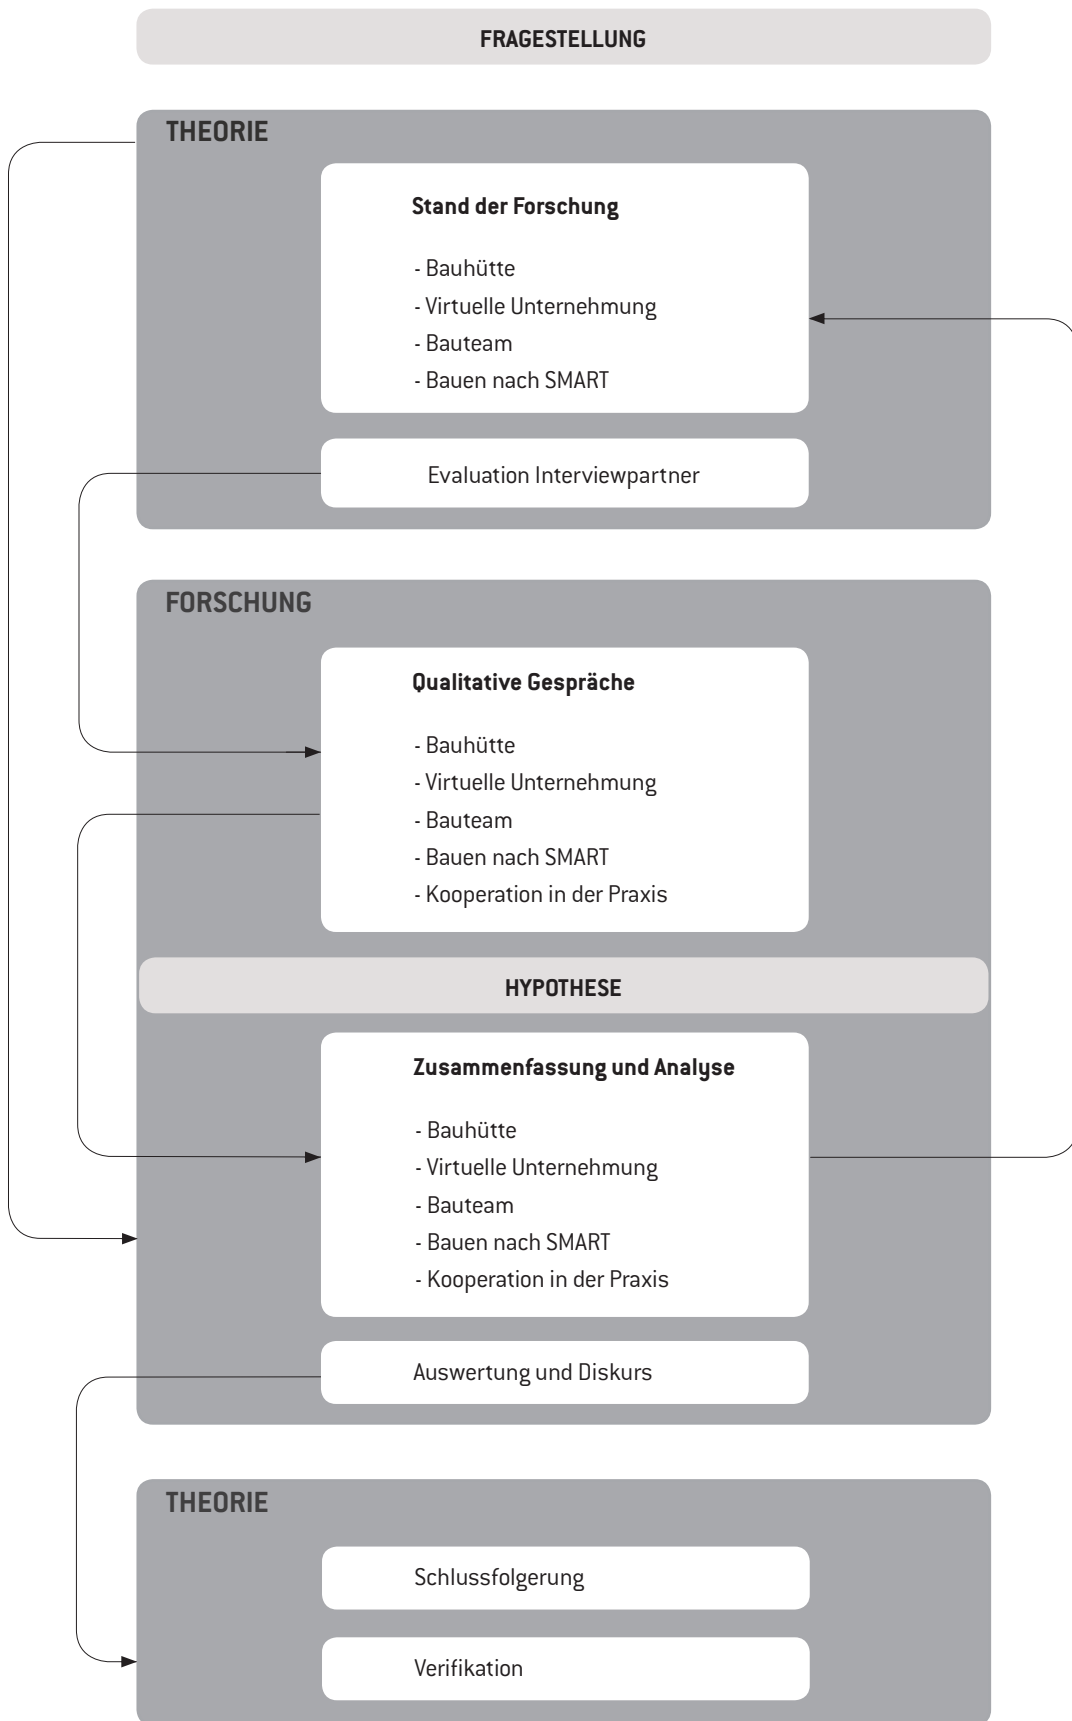 FRAGESTELLUNG
THEORIE
Stand der Forschung
- Bauhütte
- Virtuelle Unternehmung
- Bauteam
- Bauen nach SMART
Evaluation Interviewpartner
FORSCHUNG
Qualitative Gespräche
- Bauhütte
- Virtuelle Unternehmung
- Bauteam
- Bauen nach SMART
- Kooperation in der Praxis
HYPOTHESE
Zusammenfassung und Analyse
- Bauhütte
- Virtuelle Unternehmung
- Bauteam
- Bauen nach SMART
- Kooperation in der Praxis
Auswertung und Diskurs
THEORIE
Schlussfolgerung
Verifikation